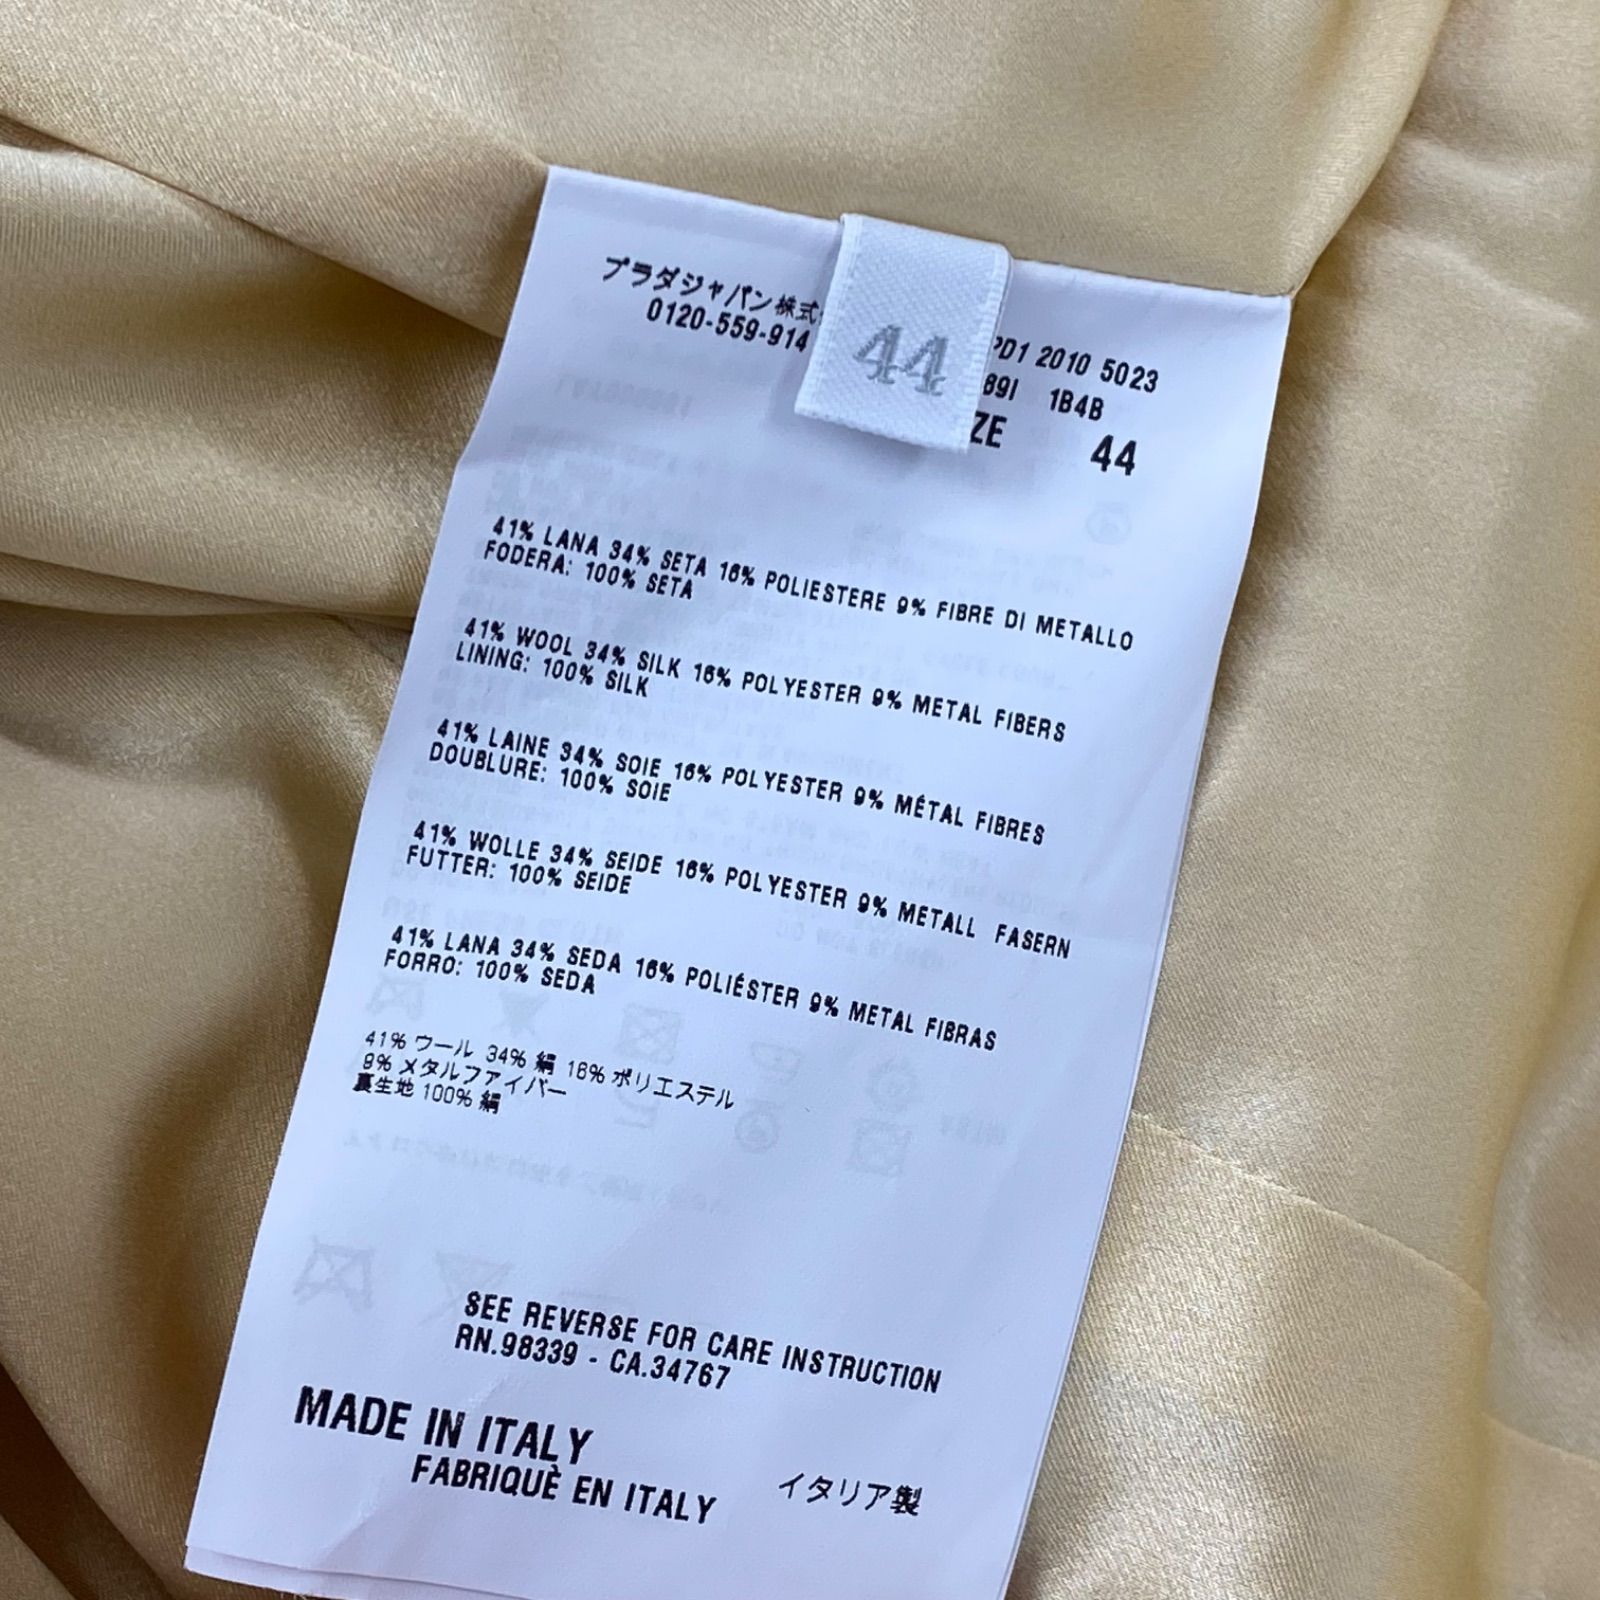 プラダジャパン株式
0120-559-914
44
PD1 2010 5023
89I 1B4B
ZE 44
41% LANA 34% SETA 16% POLIESTERE 9% FIBRE DI METALLO
FODERA: 100% SETA
41% WOOL 34% SILK 16% POLYESTER 9% METAL FIBERS
LINING: 100% SILK
41% LAINE 34% SOIE 16% POLYESTER 9% MÉTAL FIBRES
DOUBLURE: 100% SOIE
41% WOLLE 34% SEIDE 16% POLYESTER 9% METALL FASERN
FUTTER: 100% SEIDE
41% LANA 34% SEDA 16% POLIÉSTER 9% METAL FIBRAS
FORRO: 100% SEDA
41% ウール 34% 絹 16% ポリエステル
9% メタルファイバー
裏生地 100% 絹
SEE REVERSE FOR CARE INSTRUCTION
RN.98339 - CA.34767
MADE IN ITALY
FABRIQUÈ EN ITALY イタリア製